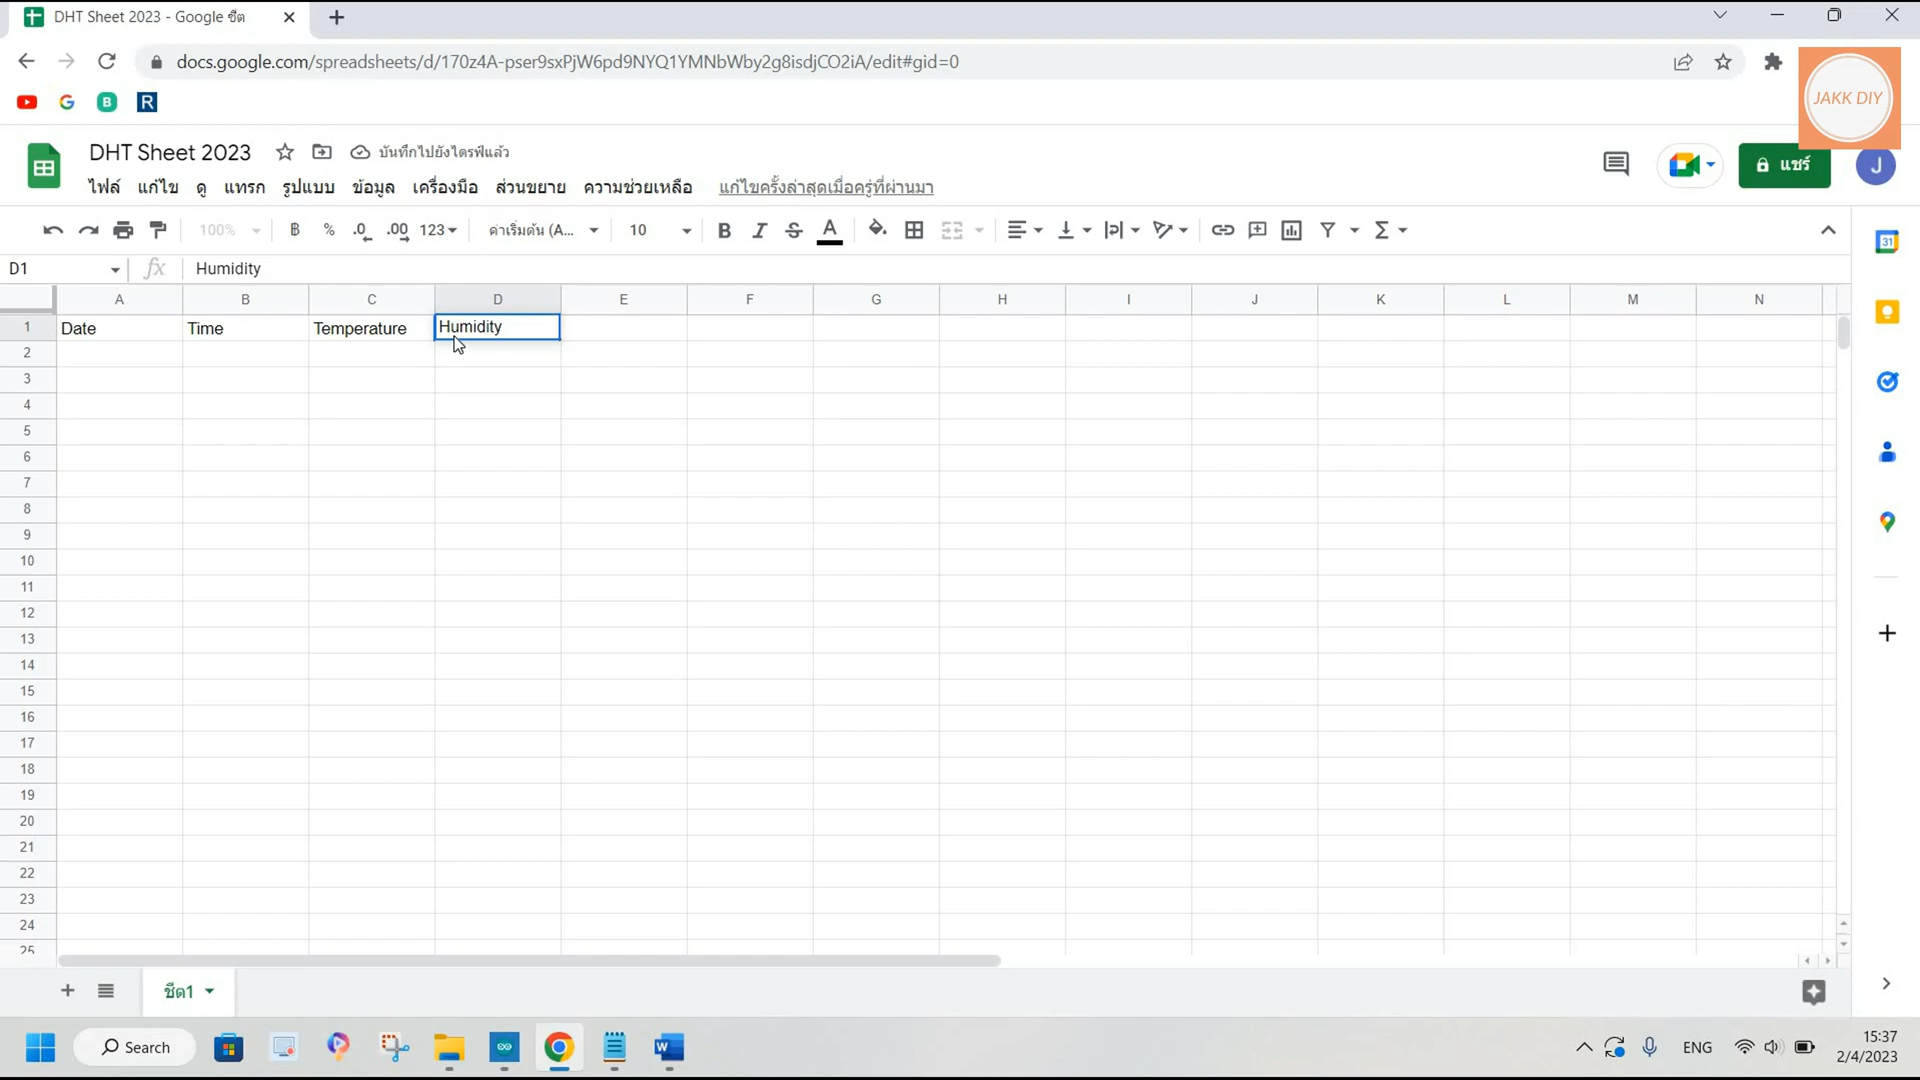 DHT Sheet 2023 - Google ชีต
docs.google.com/spreadsheets/d/170z4A-pser9sxPjW6pd9NYQ1YMNbWby2g8isdjCO2iA/edit#gid=0
JAKK DIY
B
R
DHT Sheet 2023
บันทึกไปยังไดรฟ์แล้ว
ไฟล์ แก้ไข ดู แทรก รูปแบบ ข้อมูล เครื่องมือ ส่วนขยาย ความช่วยเหลือ แก้ไขครั้งล่าสุดเมื่อครู่ที่ผ่านมา
แชร์
J
100% ฿ % .0 .00 123 ค่าเริ่มต้น (A... 10 B I S A Σ
D1 fx Humidity
A B C D E F G H I J K L M N
1 Date Time Temperature Humidity
2
3
4
5
6
7
8
9
10
11
12
13
14
15
16
17
18
19
20
21
22
23
24
25
31
ชีต1
Search
W
ENG
15:37
2/4/2023